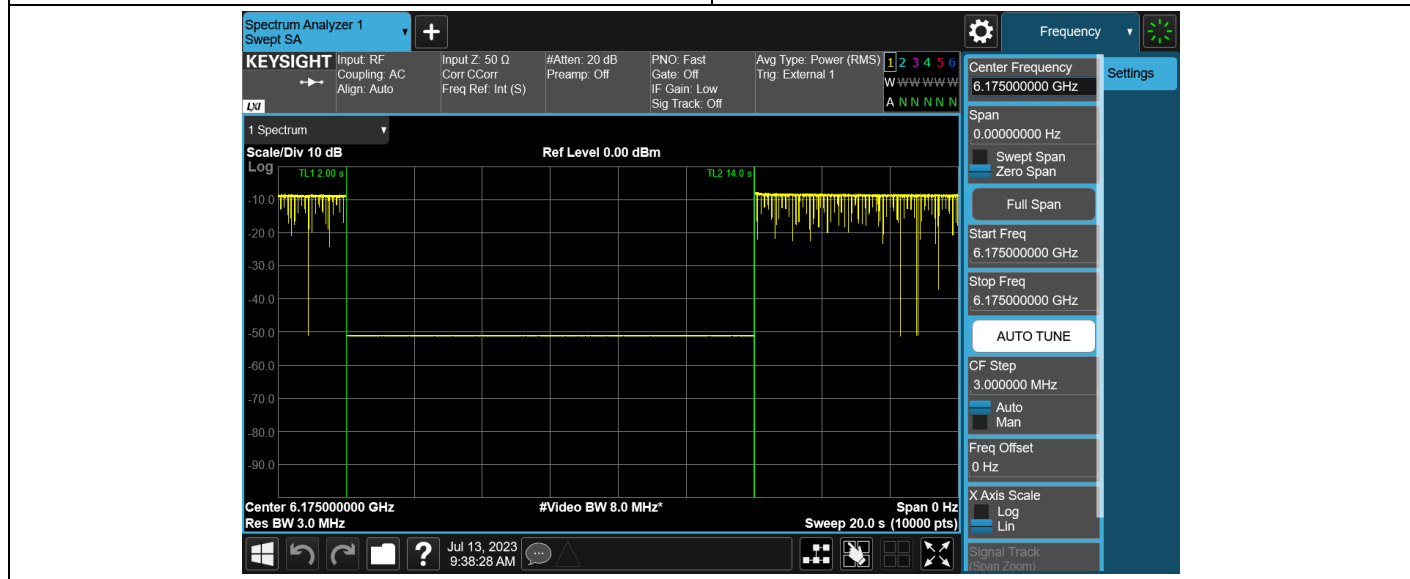 Spectrum Analyzer 1
Swept SA
Frequency
KEYSIGHT
LXI
Input: RF
Coupling: AC
Align: Auto
Input Z: 50 Ω
Corr CCorr
Freq Ref: Int (S)
#Atten: 20 dB
Preamp: Off
PNO: Fast
Gate: Off
IF Gain: Low
Sig Track: Off
Avg Type: Power (RMS)
Trig: External 1
1 2 3 4 5 6
W W W W W W
A N N N N N
Center Frequency
6.175000000 GHz
Settings
Span
0.00000000 Hz
Swept Span
Zero Span
Full Span
Start Freq
6.175000000 GHz
Stop Freq
6.175000000 GHz
AUTO TUNE
CF Step
3.000000 MHz
Auto
Man
Freq Offset
0 Hz
X Axis Scale
Log
Lin
Signal Track
(Span Zoom)
1 Spectrum
Scale/Div 10 dB
Ref Level 0.00 dBm
Log
TL1 2.00 s
TL2 14.0 s
-10.0
-20.0
-30.0
-40.0
-50.0
-60.0
-70.0
-80.0
-90.0
Center 6.175000000 GHz
#Video BW 8.0 MHz*
Span 0 Hz
Res BW 3.0 MHz
Sweep 20.0 s (10000 pts)
Jul 13, 2023
9:38:28 AM